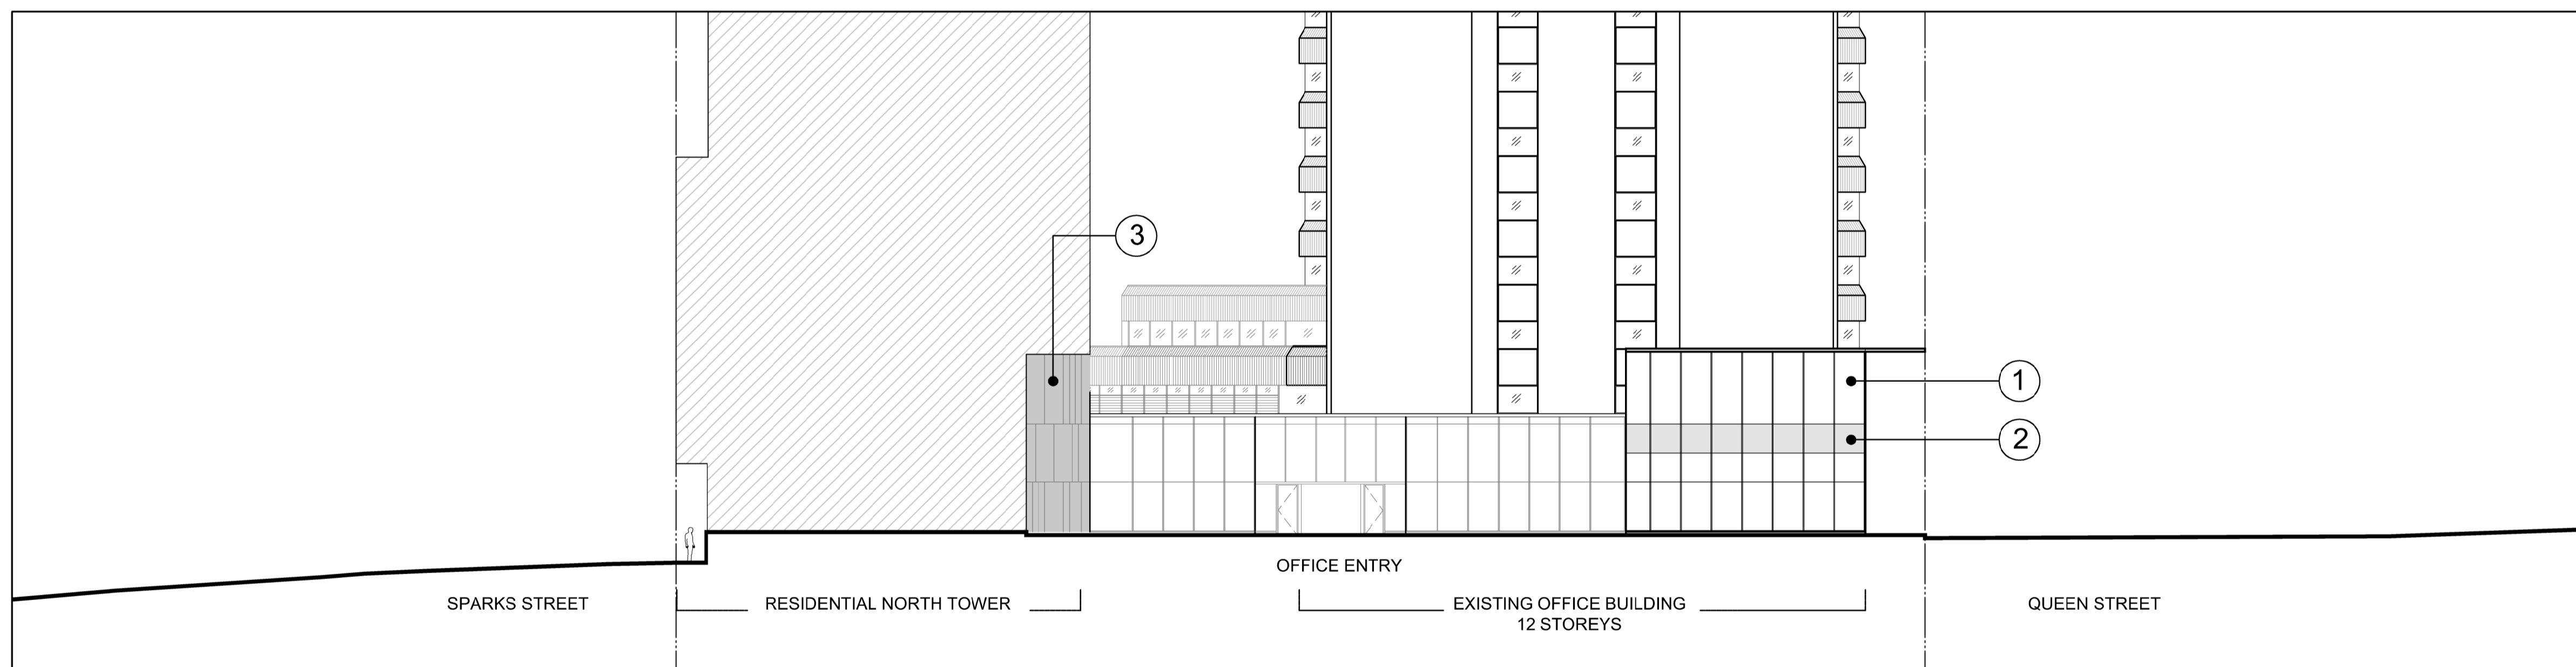 3
1
2
OFFICE ENTRY
SPARKS STREET
RESIDENTIAL NORTH TOWER
EXISTING OFFICE BUILDING
12 STOREYS
QUEEN STREET